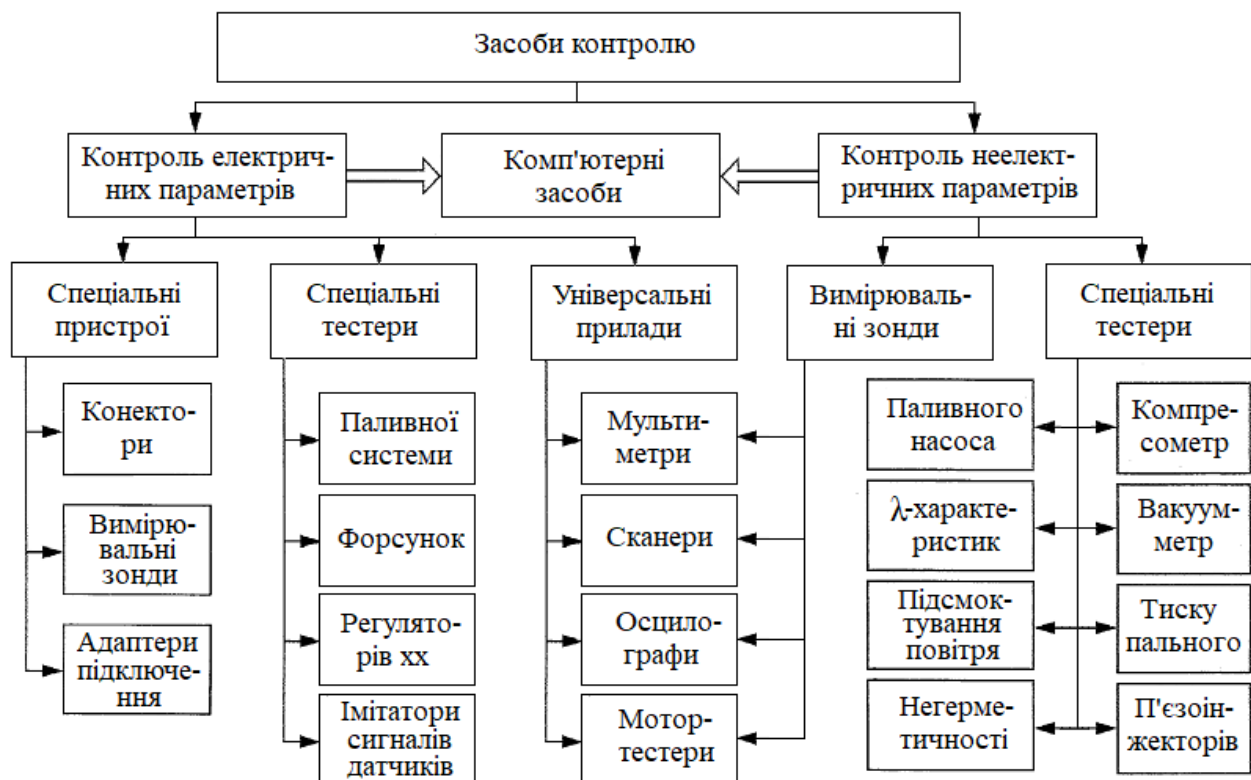 Засоби контролю
Контроль електрич-
них параметрів
Комп'ютерні
засоби
Контроль неелект-
ричних параметрів
Спеціальні
пристрої
Спеціальні
тестери
Універсальні
прилади
Вимірюваль-
ні зонди
Спеціальні
тестери
Конекто-
ри
Вимірю-
вальні
зонди
Адаптери
підключе-
ння
Паливної
системи
Форсунок
Регулято-
рів хх
Імітатори
сигналів
датчиків
Мульти-
метри
Сканери
Осцило-
графи
Мотор-
тестери
Паливного
насоса
λ-характе-
ристик
Підсмок-
тування
повітря
Негерме-
тичності
Компре-
сометр
Вакуум-
метр
Тиску
пального
П'єзоін-
жекторів